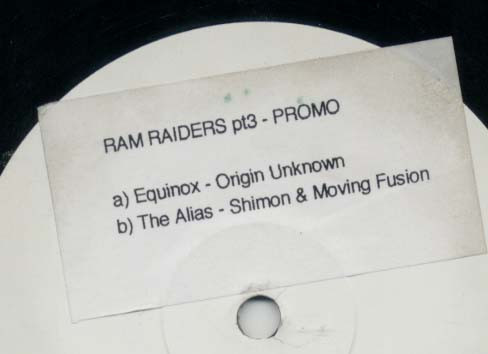 RAM RAIDERS pt3 - PROMO
a) Equinox - Origin Unknown
b) The Alias - Shimon & Moving Fusion